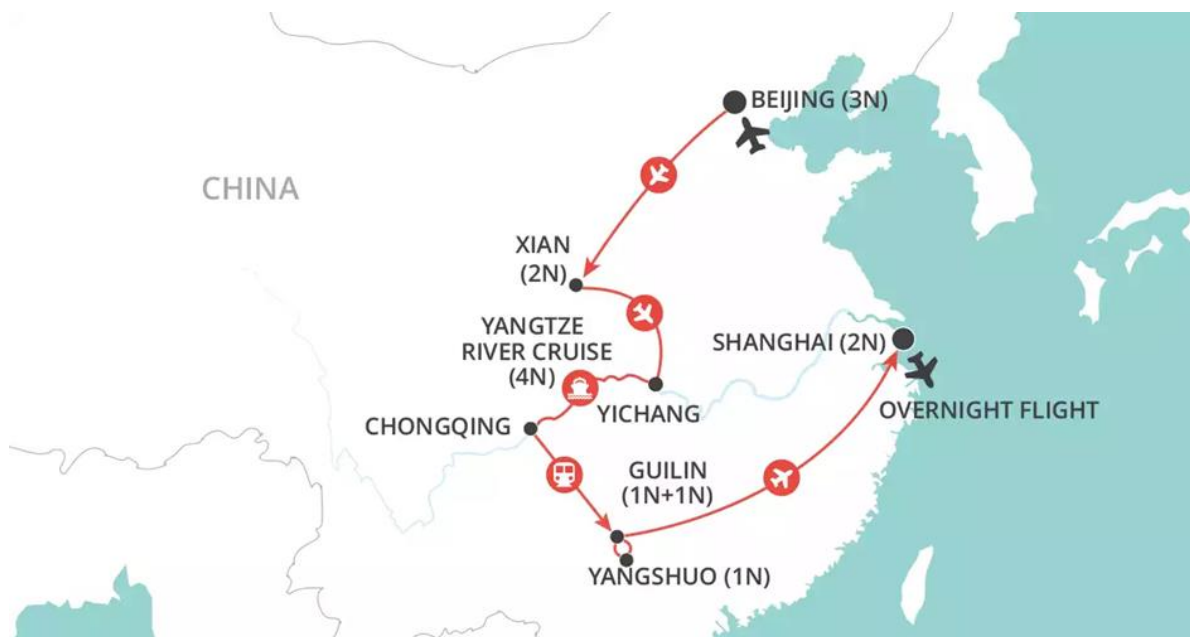 BEIJING (3N)
CHINA
XIAN
(2N)
YANGTZE
RIVER CRUISE
(4N)
SHANGHAI (2N)
YICHANG
OVERNIGHT FLIGHT
CHONGQING
GUILIN
(1N+1N)
YANGSHUO (1N)